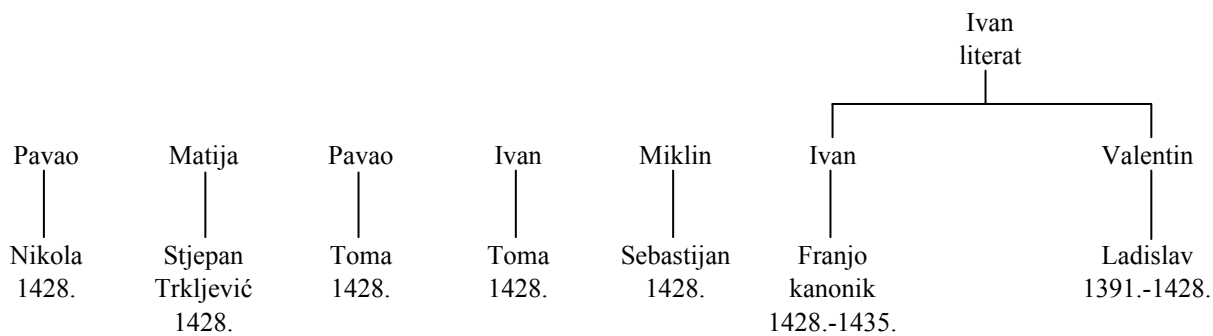 Ivan
literat
Pavao Matija Pavao Ivan Miklin Ivan Valentin
Nikola Stjepan Toma Toma Sebastijan Franjo Ladislav
1428. Trkljević 1428. 1428. 1428. kanonik 1391.-1428.
1428. 1428.-1435.